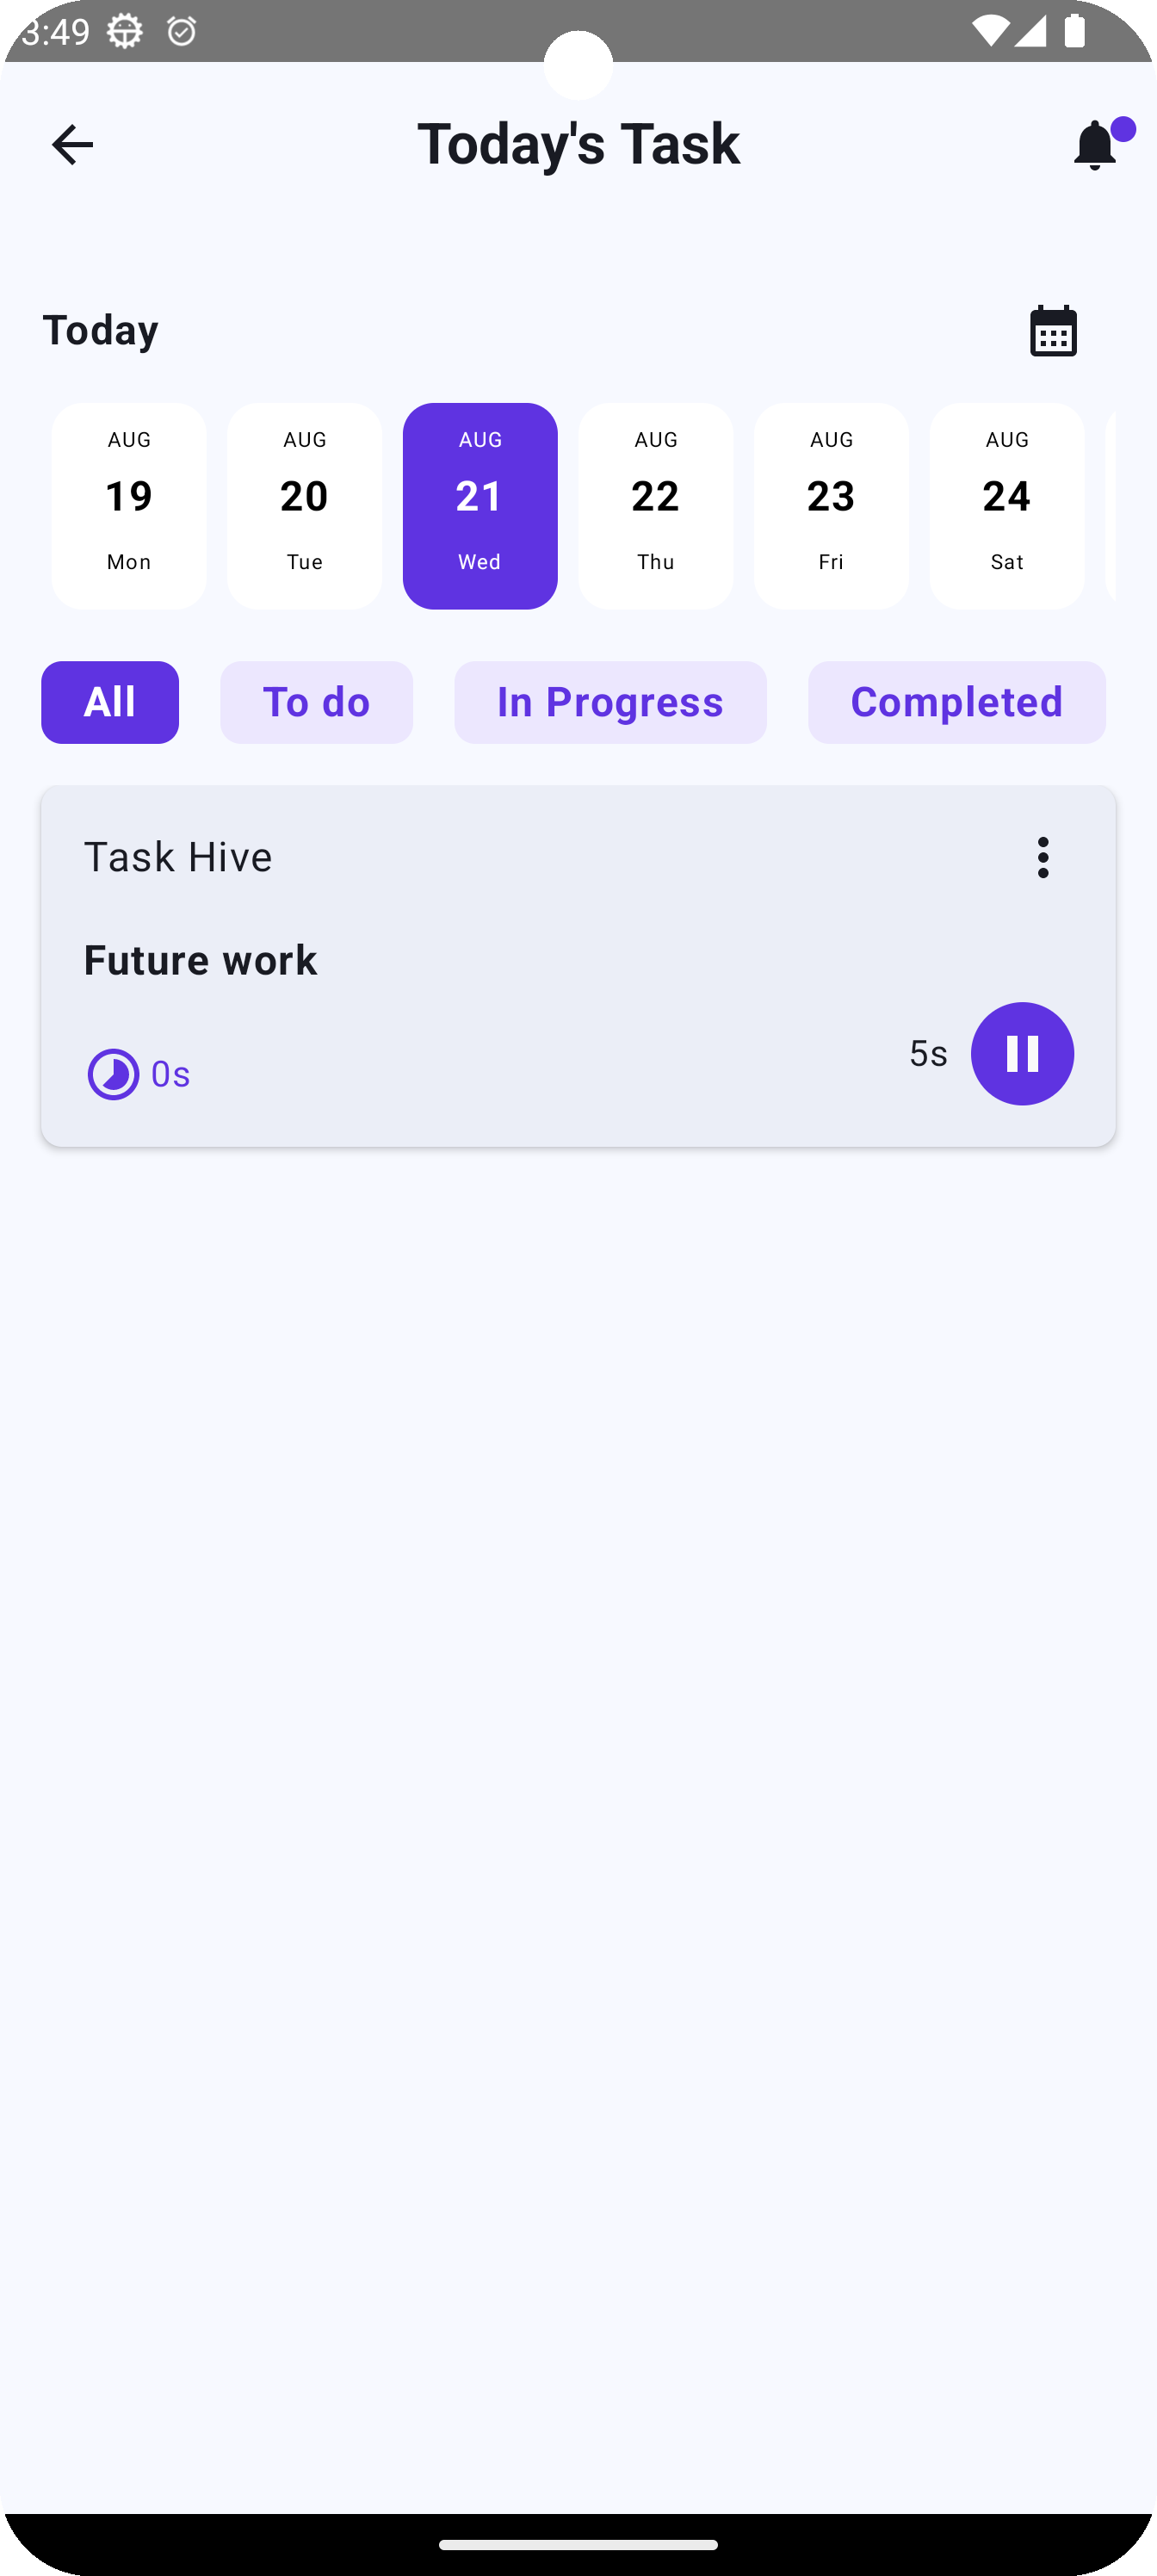 3:49
Today's Task
Today
AUG AUG AUG AUG AUG AUG
19 20 21 22 23 24
Mon Tue Wed Thu Fri Sat
All To do In Progress Completed
Task Hive
Future work
0s 5s